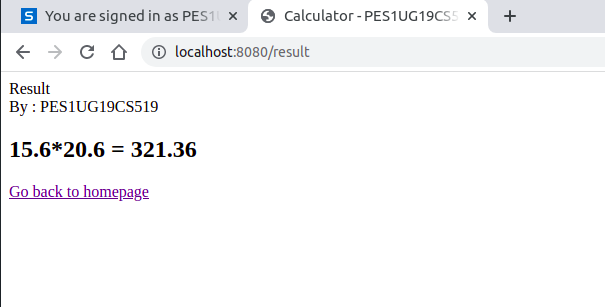 You are signed in as PES1U
Calculator - PES1UG19CS5
localhost:8080/result
Result
By : PES1UG19CS519
15.6*20.6 = 321.36
Go back to homepage